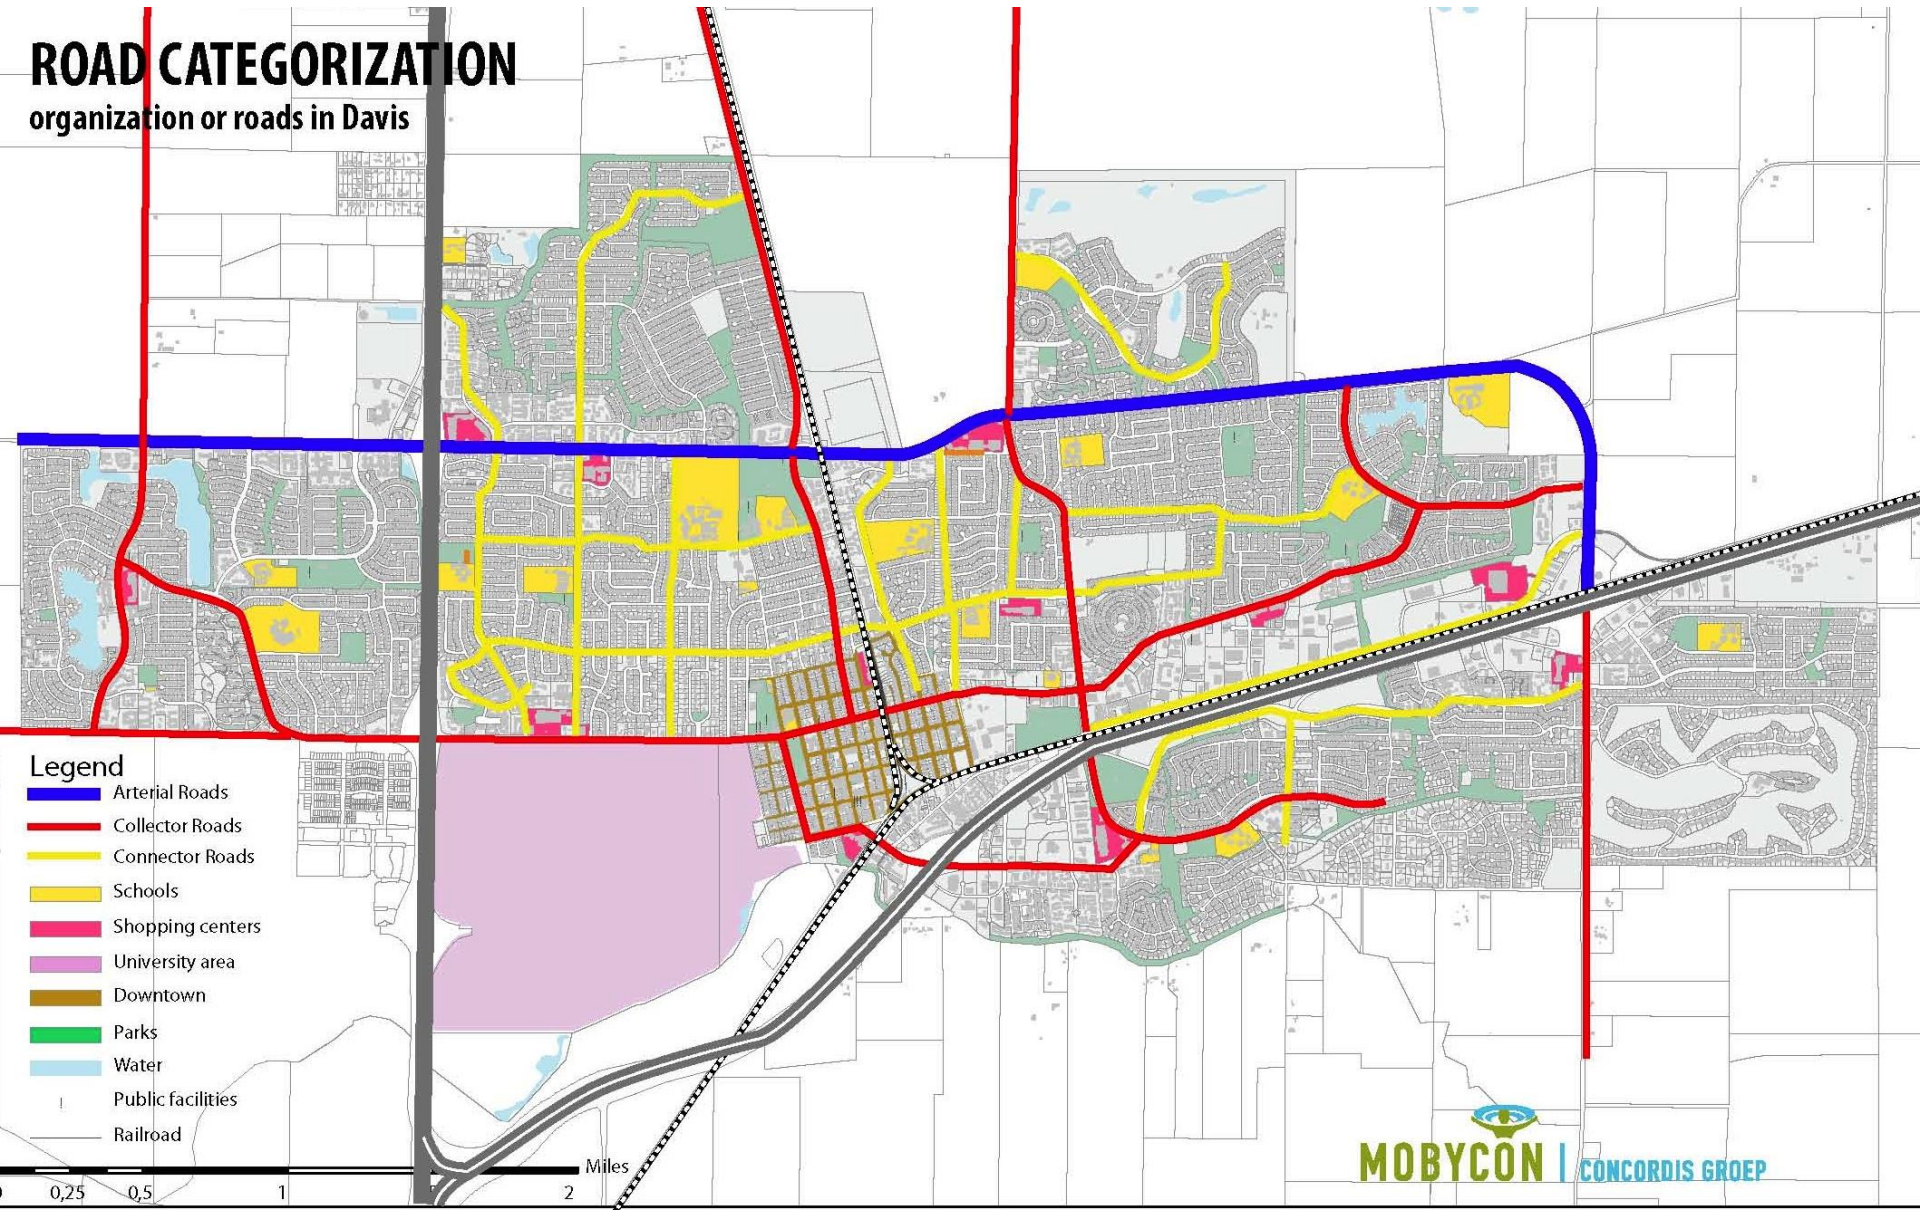 ROAD CATEGORIZATION
organization or roads in Davis
Legend
Arterial Roads
Collector Roads
Connector Roads
Schools
Shopping centers
University area
Downtown
Parks
Water
! Public facilities
Railroad
Miles
0 0,25 0,5 1 2
MOBYCON | CONCORDIS GROEP